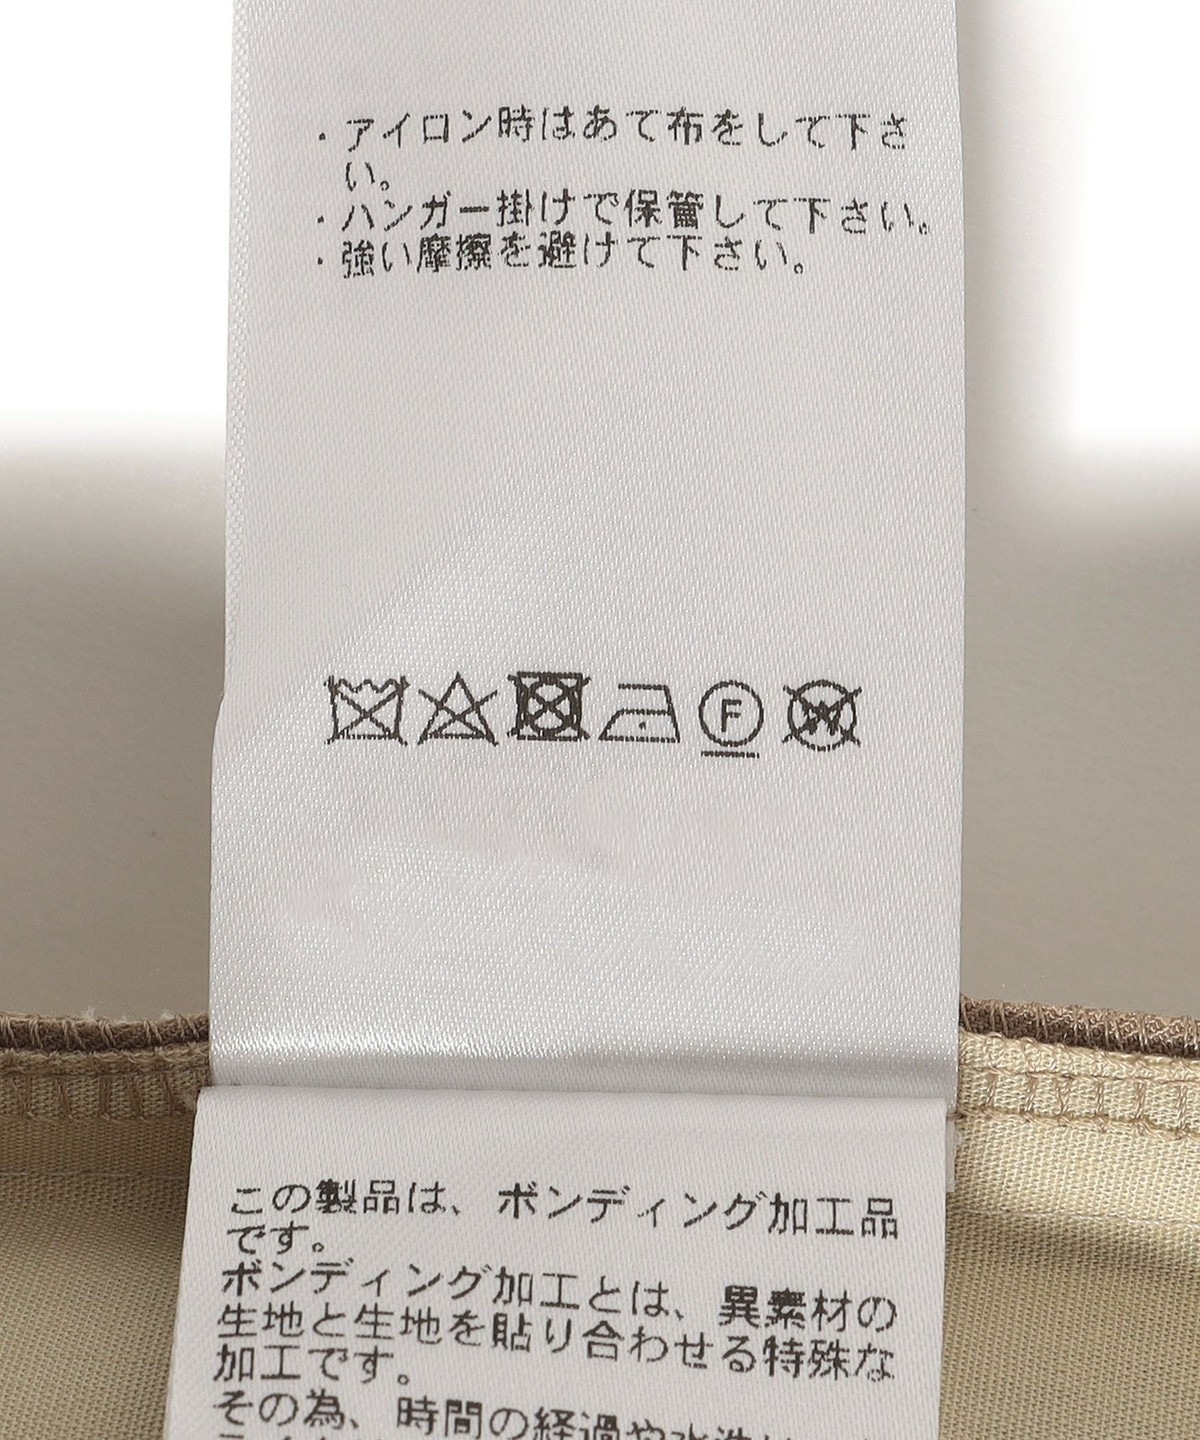 ・アイロン時はあて布をして下さ
い。
・ハンガー掛けで保管して下さい。
・強い摩擦を避けて下さい。
F
W
この製品は、ボンディング加工品
です。
ボンディング加工とは、異素材の
生地と生地を貼り合わせる特殊な
加工です。
その為、時間の経過や水洗